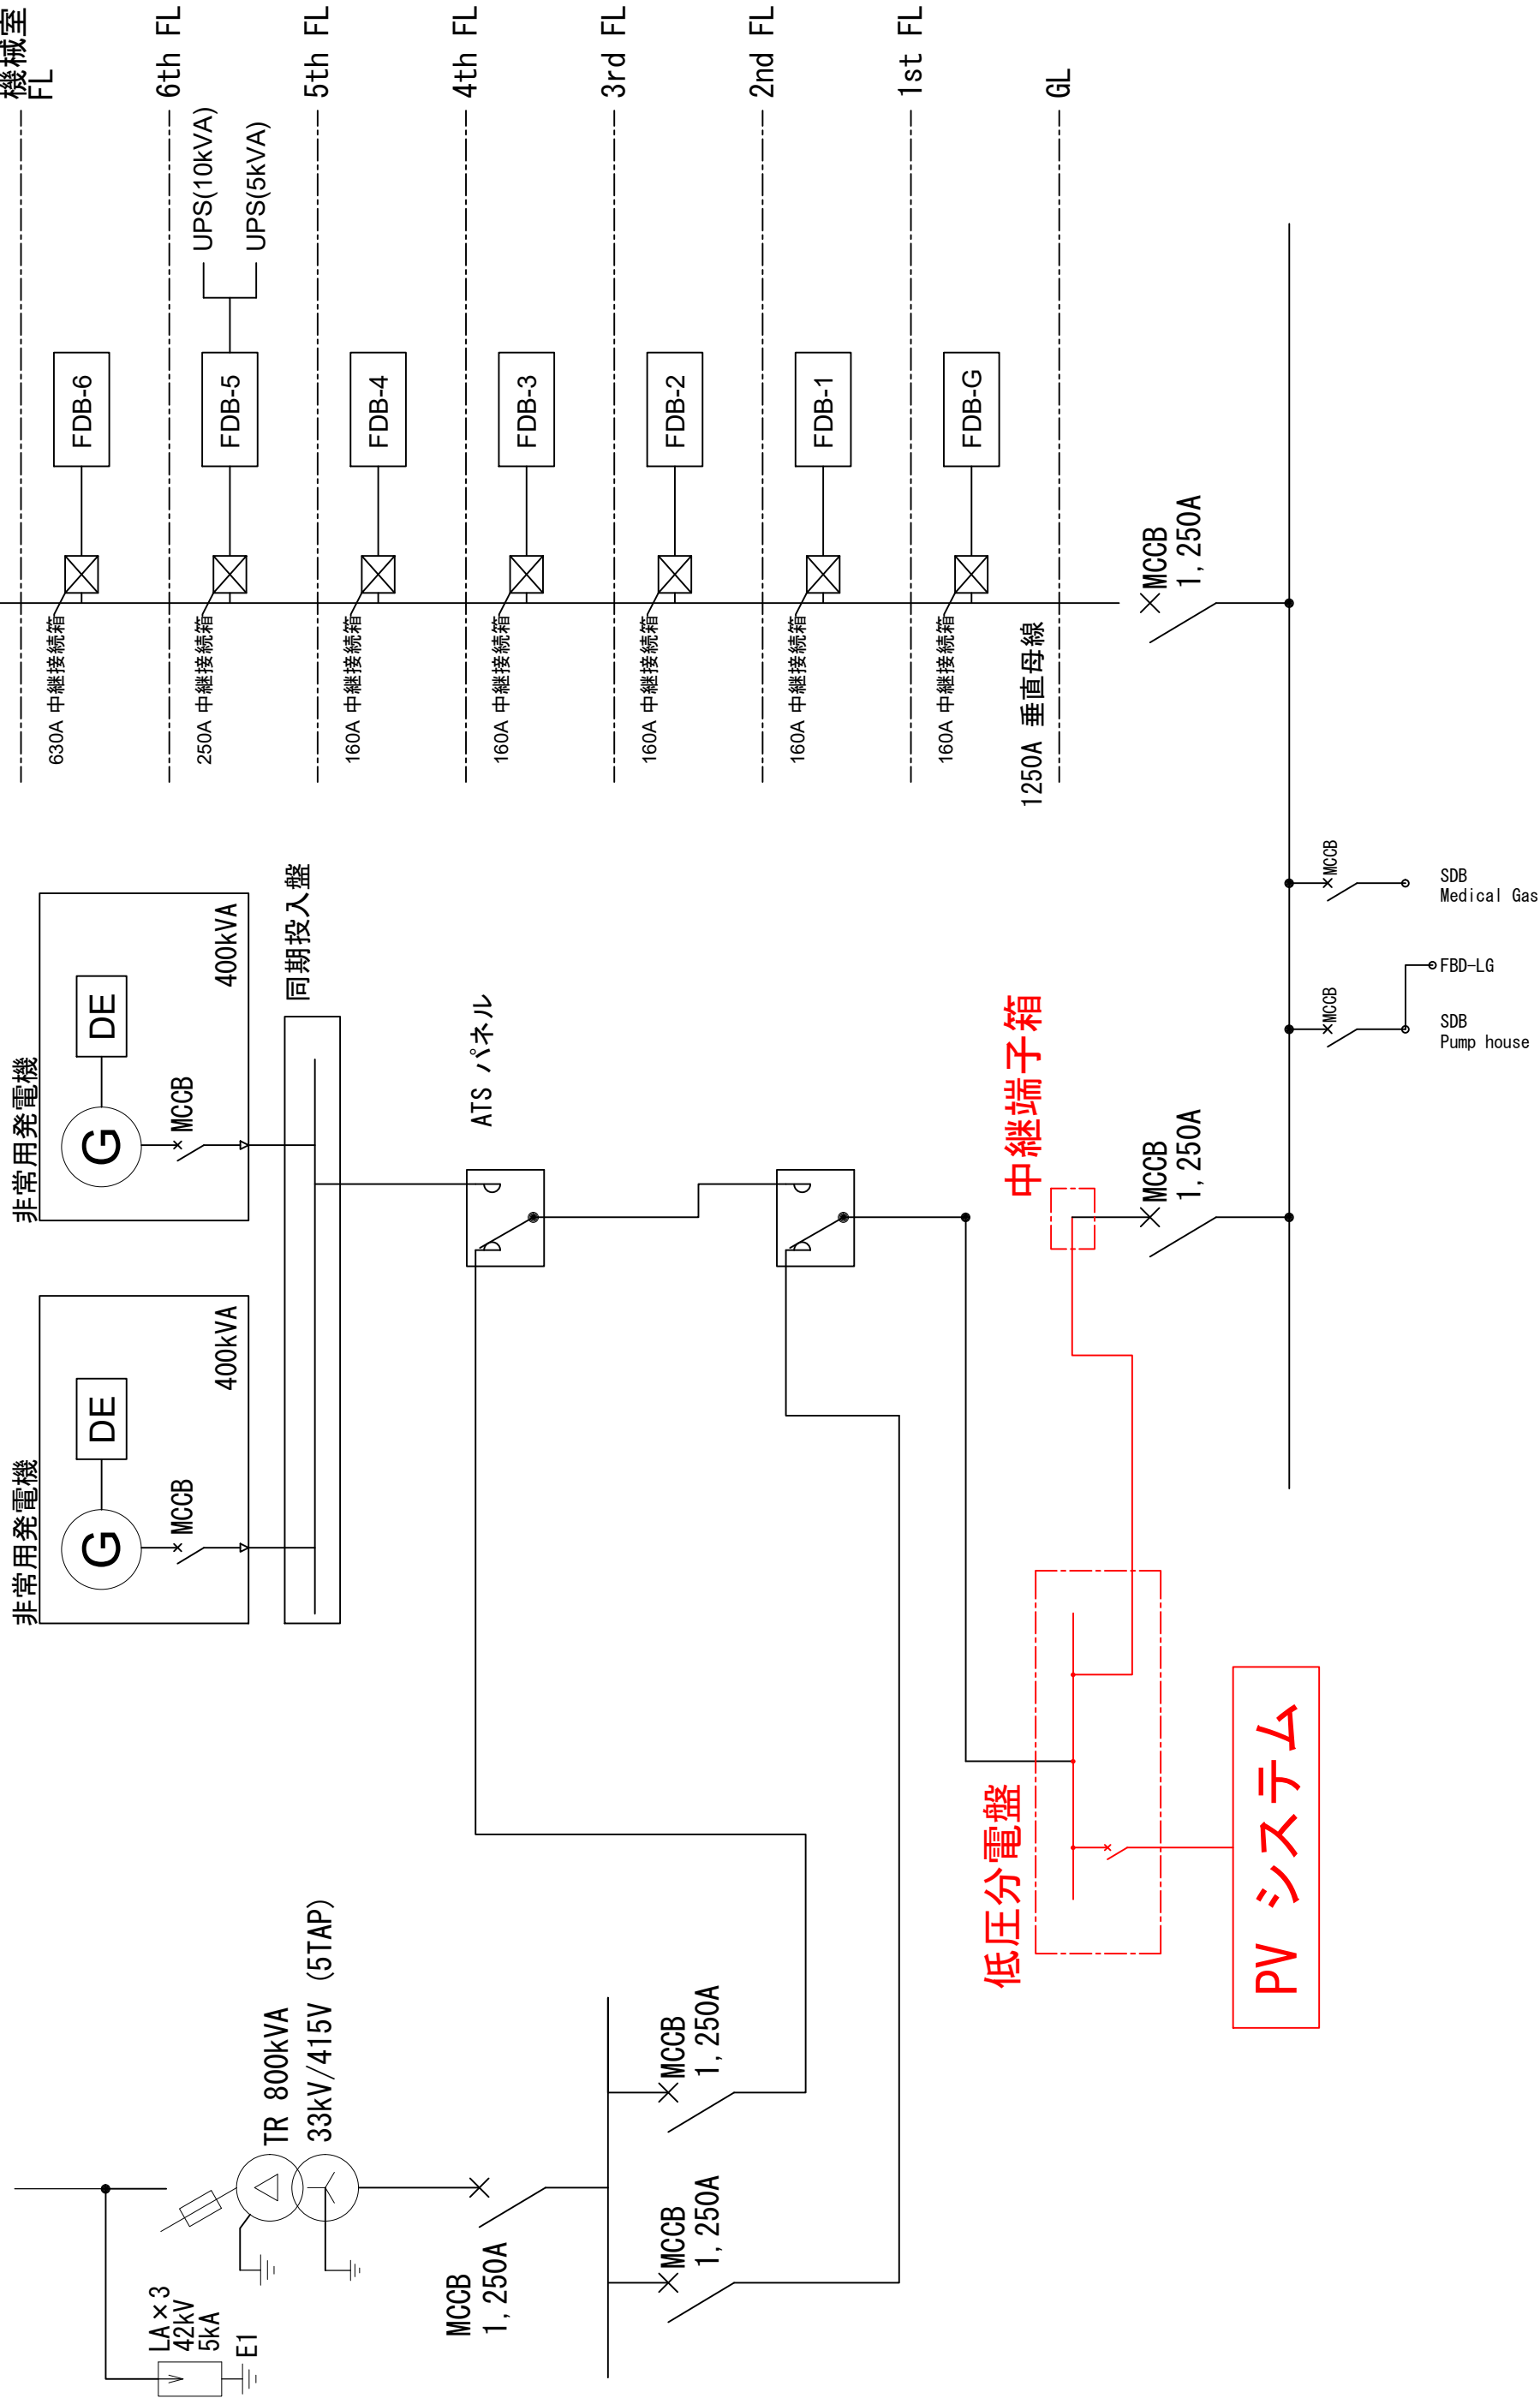 LA×3
42kV
5kA
E1
TR 800kVA
33kV/415V (5TAP)
MCCB
1,250A
MCCB
1,250A
MCCB
1,250A
非常用発電機
G
DE
MCCB
400kVA
非常用発電機
G
DE
MCCB
400kVA
同期投入盤
ATS パネル
低圧分電盤
PV システム
中継端子箱
MCCB
1,250A
機械室
FL
630A 中継接続箱
FDB-6
6th FL
250A 中継接続箱
FDB-5
UPS(10kVA)
UPS(5kVA)
5th FL
160A 中継接続箱
FDB-4
4th FL
160A 中継接続箱
FDB-3
3rd FL
160A 中継接続箱
FDB-2
2nd FL
160A 中継接続箱
FDB-1
1st FL
160A 中継接続箱
FDB-G
1250A 垂直母線
GL
MCCB
1,250A
MCCB
SDB
Pump house
FBD-LG
MCCB
SDB
Medical Gas